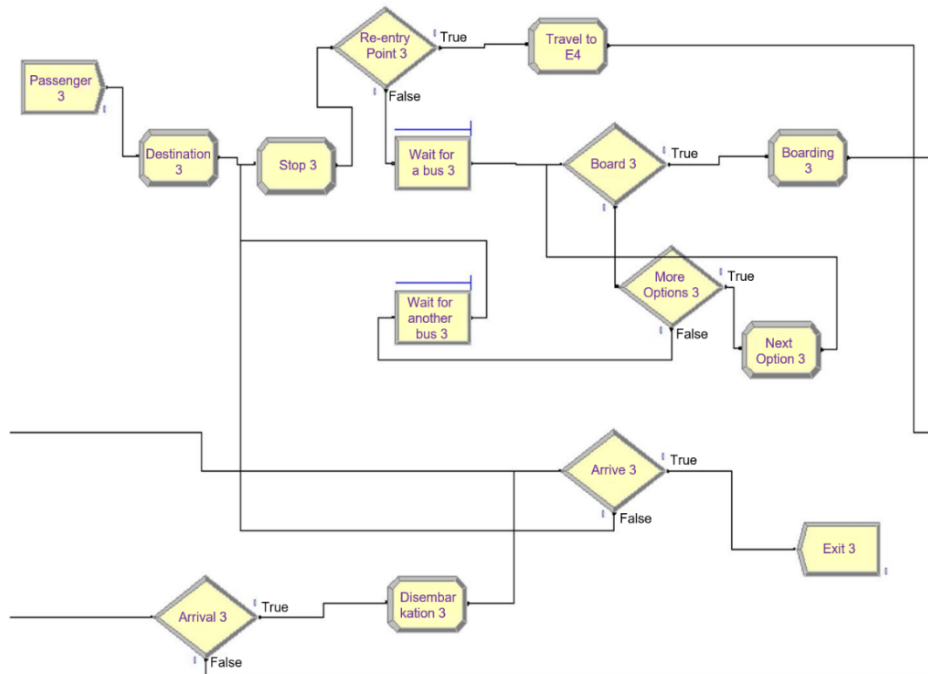 Re-entry
Point 3
True
Travel to
E4
Passenger
3
False
Destination
3
Stop 3
Wait for
a bus 3
Board 3
True
Boarding
3
More
Options 3
True
Wait for
another
bus 3
False
Next
Option 3
Arrive 3
True
False
Exit 3
Arrival 3
True
Disembar
kation 3
False